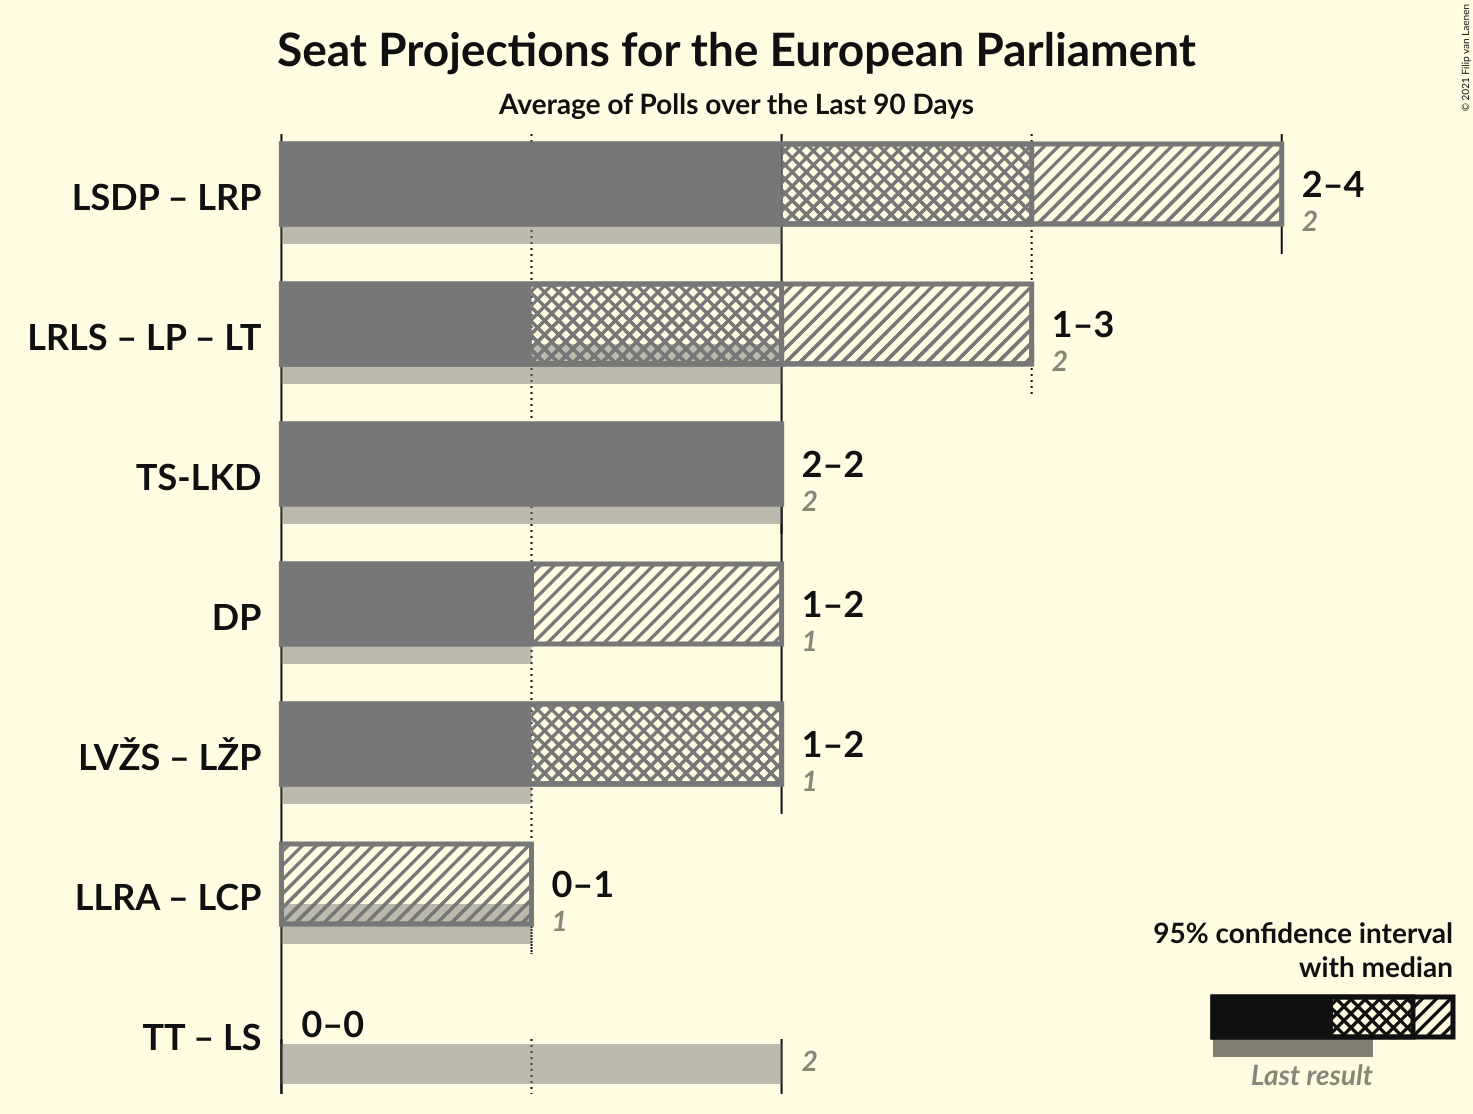 Seat Projections for the European Parliament
Average of Polls over the Last 90 Days
© 2021 Filip van Laenen
LSDP – LRP
2–4
2
LRLS – LP – LT
1–3
2
TS-LKD
2–2
2
DP
1–2
1
LVŽS – LŽP
1–2
1
LLRA – LCP
0–1
1
TT – LS
0–0
2
95% confidence interval
with median
Last result